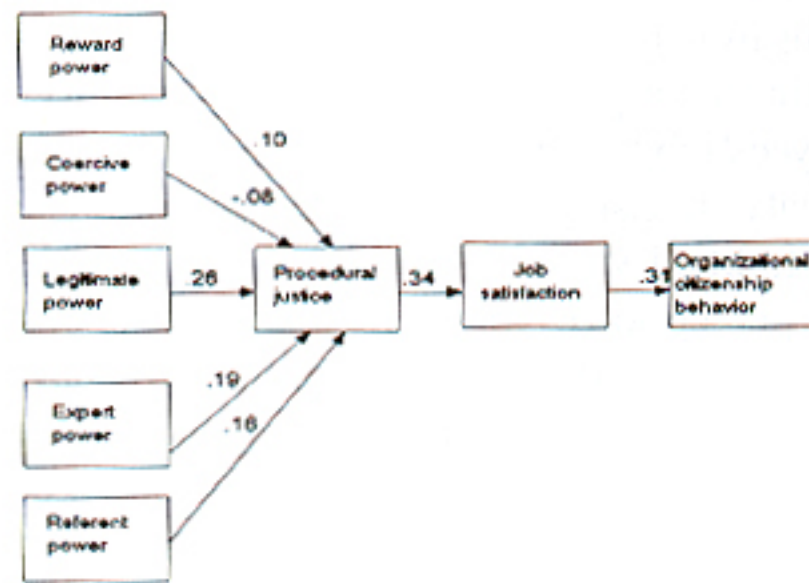 Reward
power
.10
Coercive
power
-.08
Legitimate
power
.26
Procedural
justice
.34
Job
satisfaction
.31
Organizational
citizenship
behavior
.19
Expert
power
.16
Referent
power